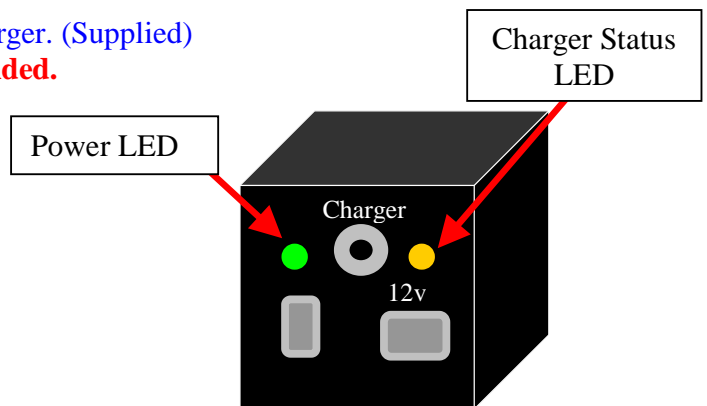 rger. (Supplied)
ded.
Charger Status
LED
Power LED
Charger
12v